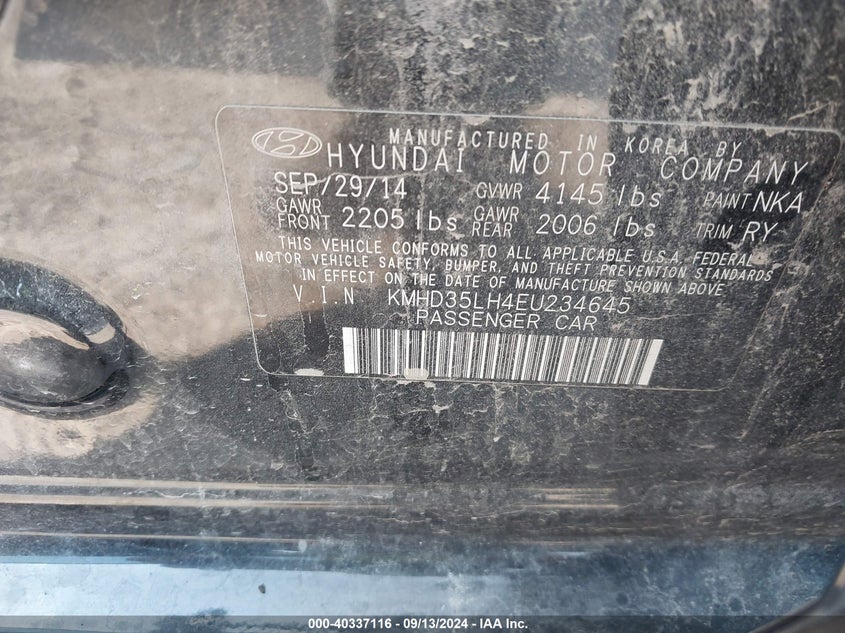 MANUFACTURED IN KOREA BY
HYUNDAI MOTOR COMPANY
SEP/29/14 GVWR 4145 lbs PAINT NKA
GAWR FRONT 2205 lbs GAWR REAR 2006 lbs TRIM RY
THIS VEHICLE CONFORMS TO ALL APPLICABLE U.S.A. FEDERAL
MOTOR VEHICLE SAFETY, BUMPER, AND THEFT PREVENTION STANDARDS
IN EFFECT ON THE DATE OF MANUFACTURE SHOWN ABOVE
V.I.N KMHD35LH4EU234645
PASSENGER CAR
000-40337116 - 09/13/2024 - IAA Inc.